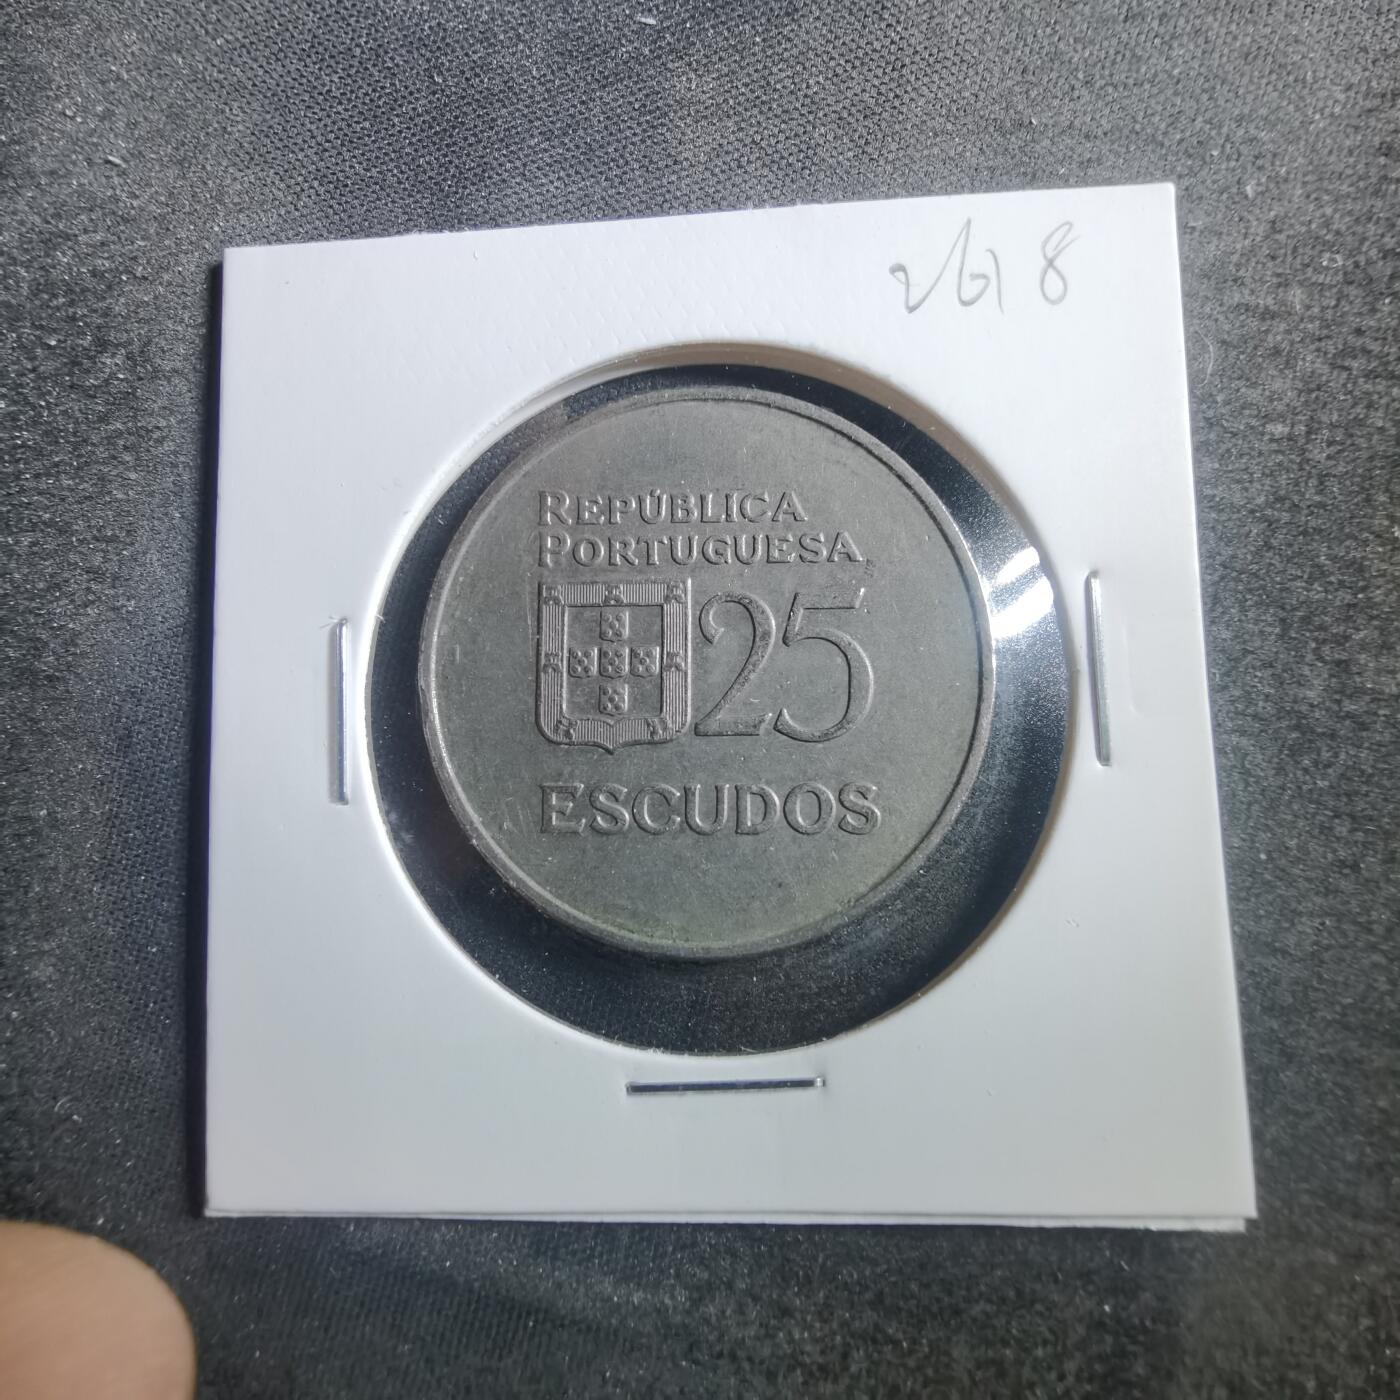 REPÚBLICA
PORTUGUESA
25
ESCUDOS